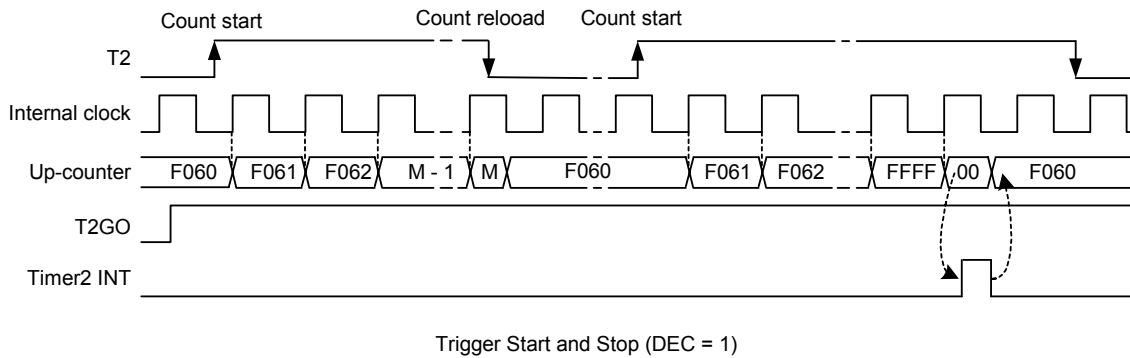 Count start Count relooad Count start
T2
Internal clock
Up-counter F060 F061 F062 M - 1 M F060 F061 F062 FFFF 00 F060
T2GO
Timer2 INT
Trigger Start and Stop (DEC = 1)